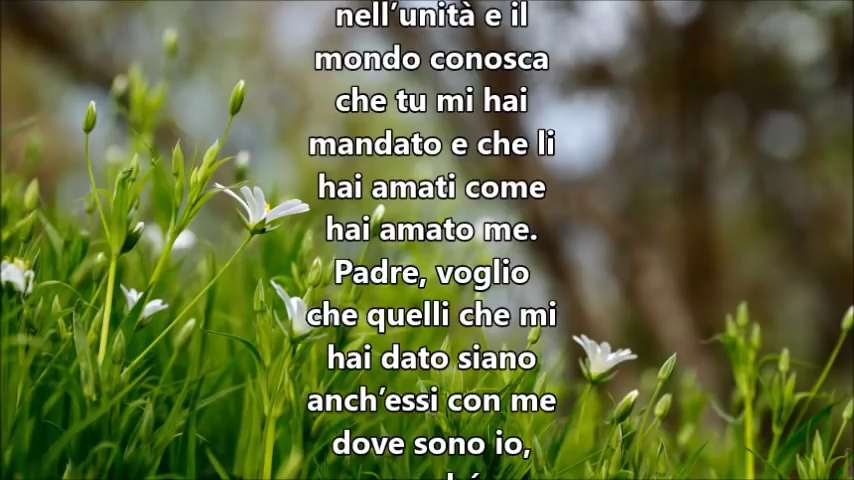 nell'unità e il
mondo conosca
che tu mi hai
mandato e che li
hai amati come
hai amato me.
Padre, voglio
che quelli che mi
hai dato siano
anch'essi con me
dove sono io,